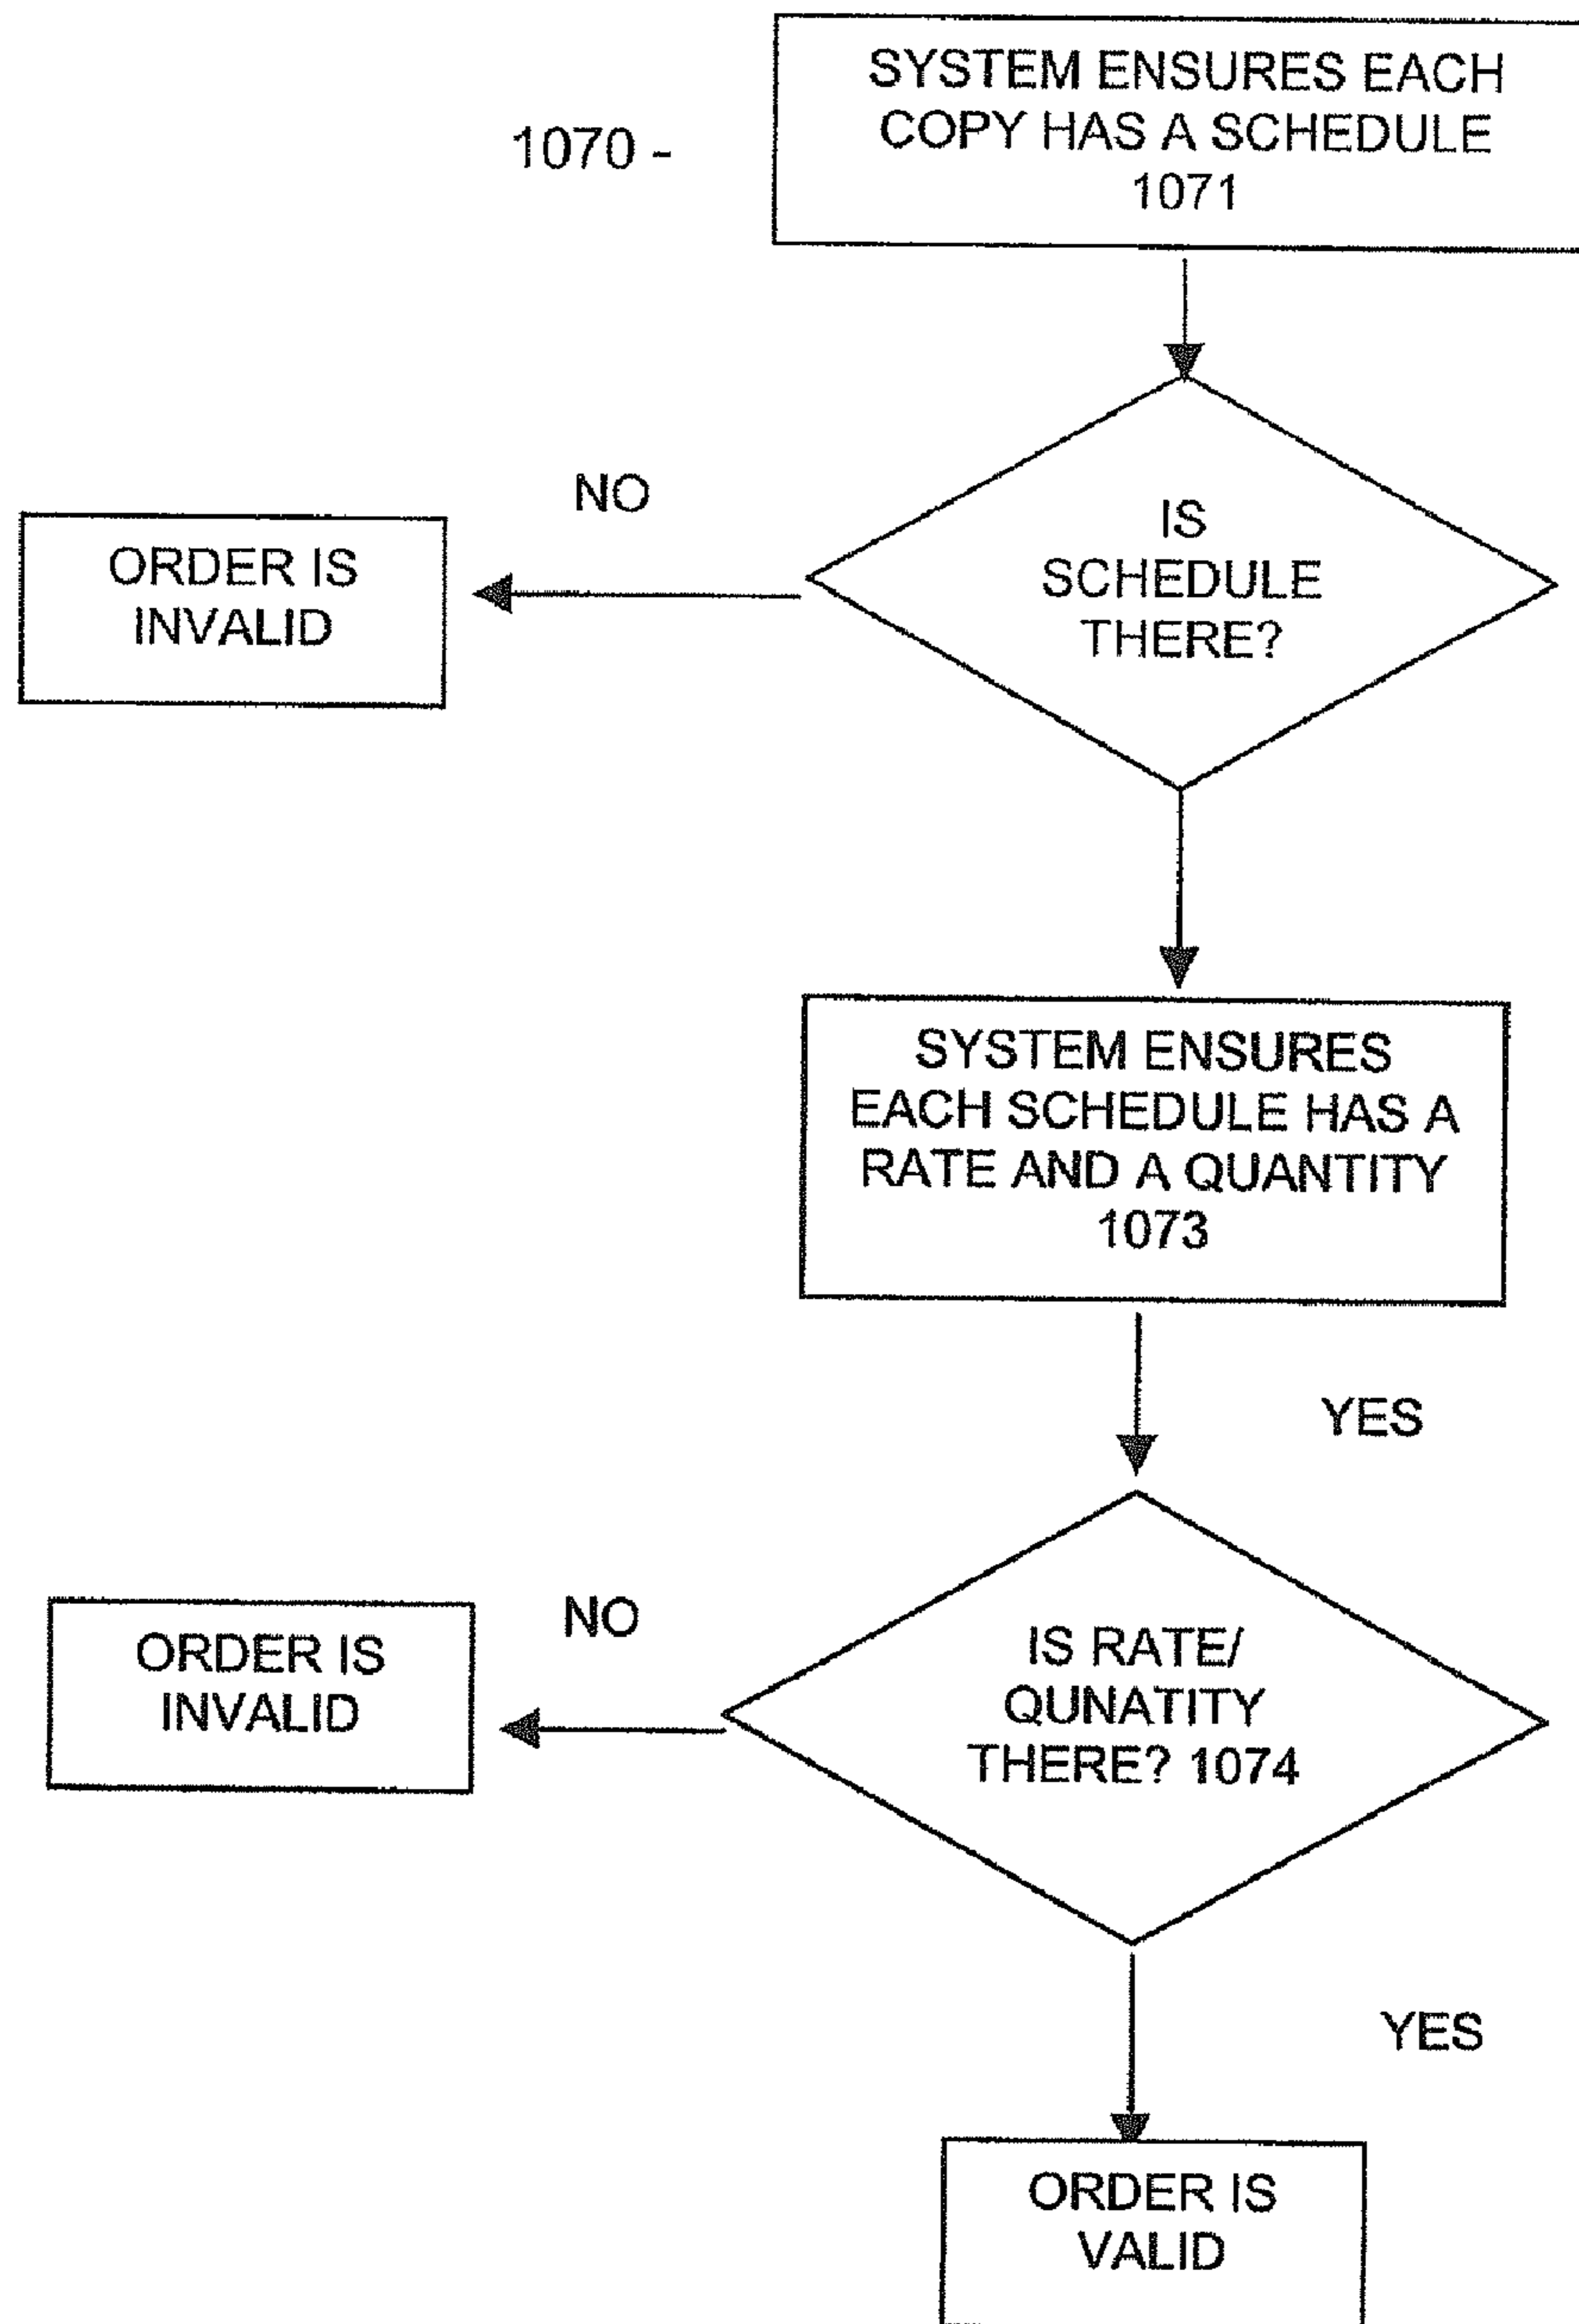 SYSTEM ENSURES EACH
COPY HAS A SCHEDULE
1071
1070 -
NO
IS
SCHEDULE
THERE?
ORDER IS
INVALID
SYSTEM ENSURES
EACH SCHEDULE HAS A
RATE AND A QUANTITY
1073
YES
NO
IS RATE/
QUNATITY
THERE? 1074
ORDER IS
INVALID
YES
ORDER IS
VALID